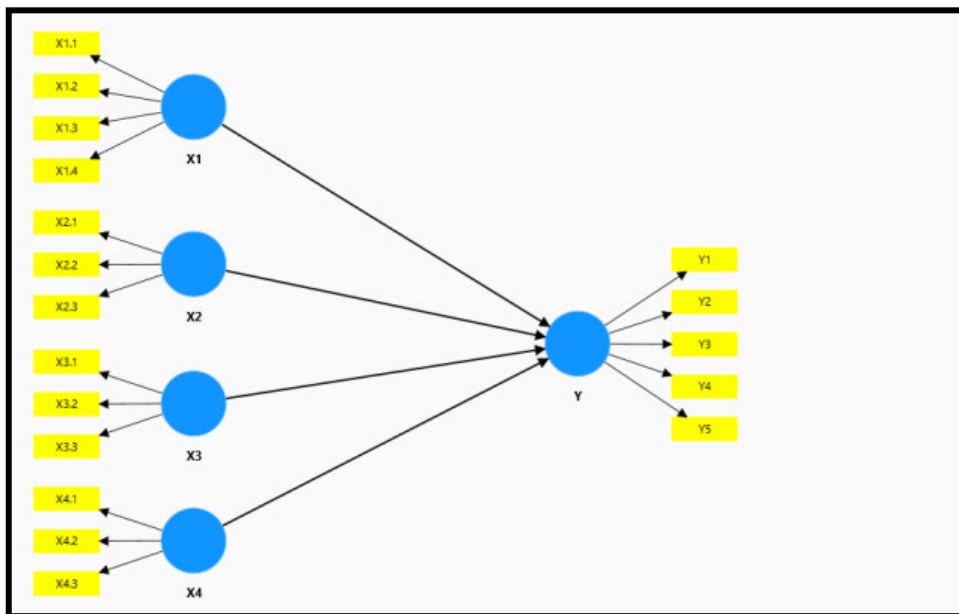 X1.1
X1.2
X1.3
X1.4
X1
X2.1
X2.2
X2.3
X2
X3.1
X3.2
X3.3
X3
X4.1
X4.2
X4.3
X4
Y
Y1
Y2
Y3
Y4
Y5